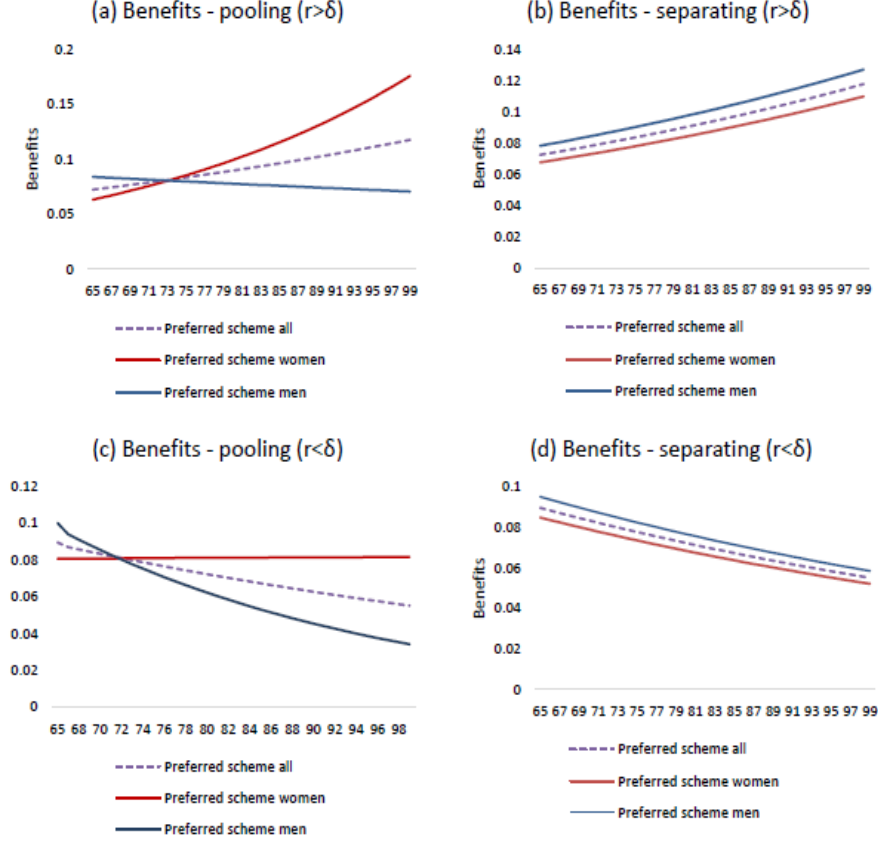 (a) Benefits - pooling (r>δ)
0.2
0.15
0.1
0.05
0
Benefits
65 67 69 71 73 75 77 79 81 83 85 87 89 91 93 95 97 99
Preferred scheme all
Preferred scheme women
Preferred scheme men
(b) Benefits - separating (r>δ)
0.14
0.12
0.1
0.08
0.06
0.04
0.02
0
Benefits
65 67 69 71 73 75 77 79 81 83 85 87 89 91 93 95 97 99
Preferred scheme all
Preferred scheme women
Preferred scheme men
(c) Benefits - pooling (r<δ)
0.12
0.1
0.08
0.06
0.04
0.02
0
65 68 70 72 74 76 78 80 82 84 86 88 90 92 94 96 98
Preferred scheme all
Preferred scheme women
Preferred scheme men
(d) Benefits - separating (r<δ)
0.1
0.08
0.06
0.04
0.02
0
Benefits
65 67 69 71 73 75 77 79 81 83 85 87 89 91 93 95 97 99
Preferred scheme all
Preferred scheme women
Preferred scheme men